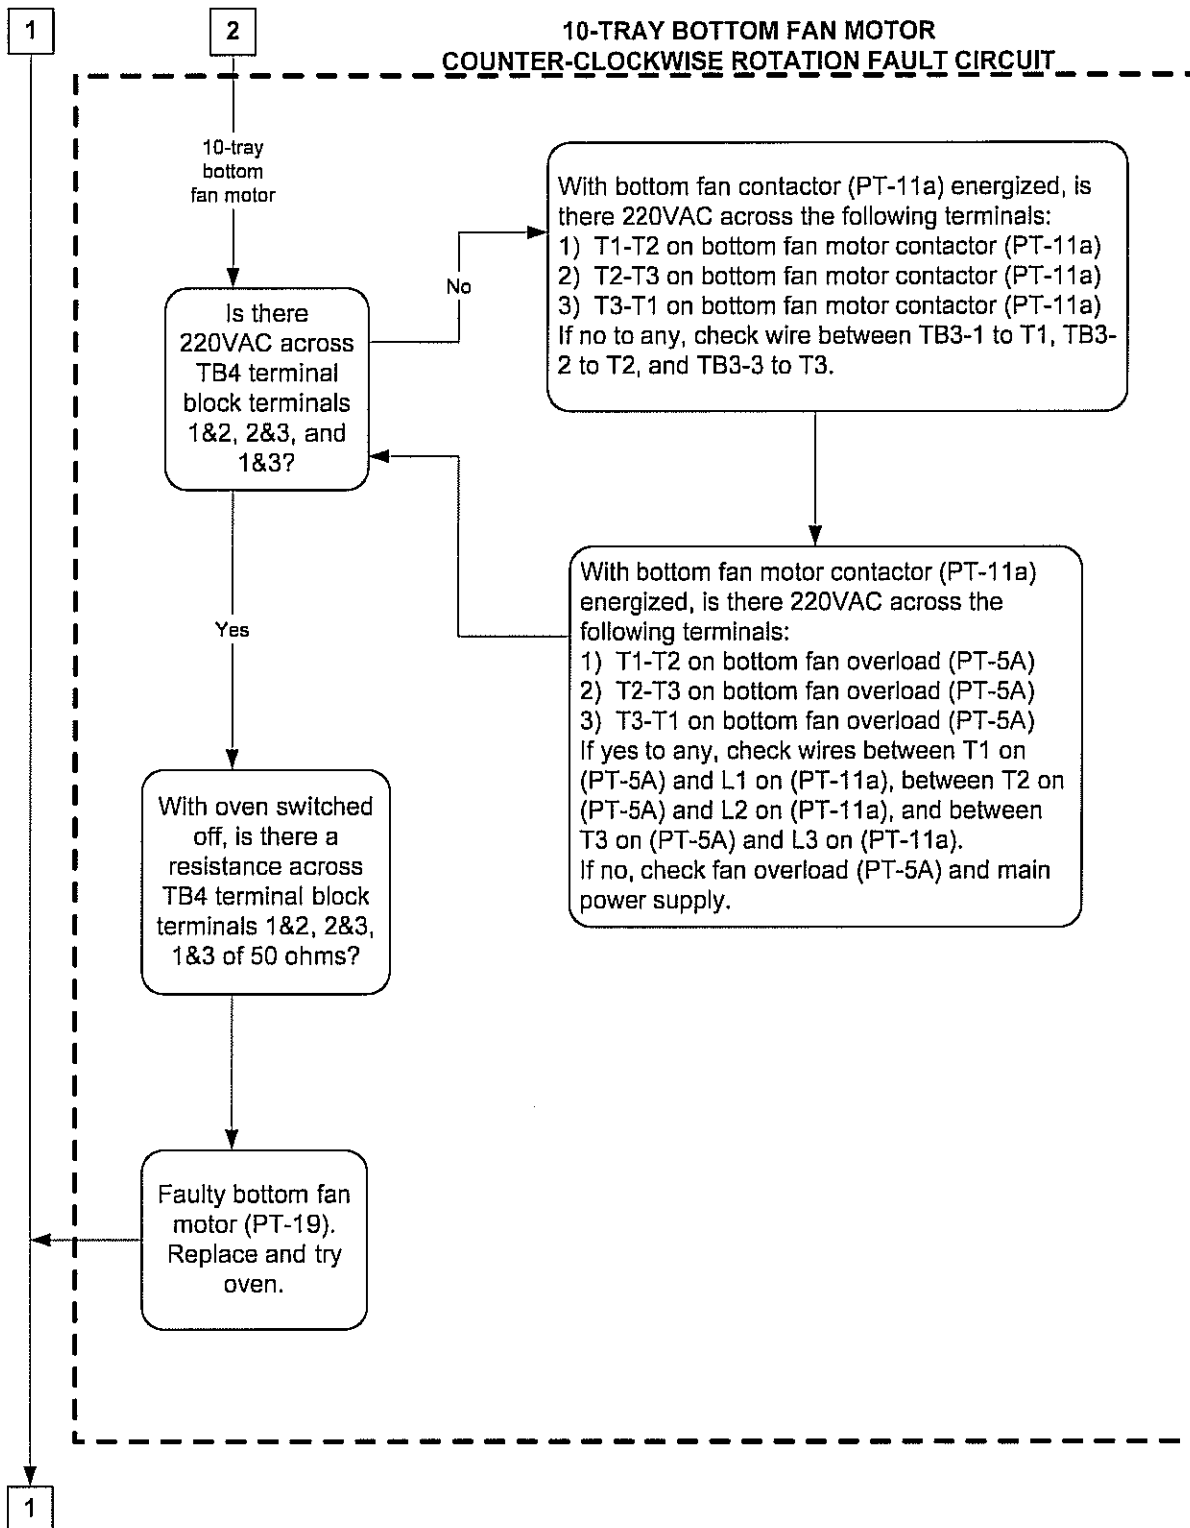 1
2
10-TRAY BOTTOM FAN MOTOR
COUNTER-CLOCKWISE ROTATION FAULT CIRCUIT
10-tray
bottom
fan motor
Is there
220VAC across
TB4 terminal
block terminals
1&2, 2&3, and
1&3?
No
With bottom fan contactor (PT-11a) energized, is
there 220VAC across the following terminals:
1) T1-T2 on bottom fan motor contactor (PT-11a)
2) T2-T3 on bottom fan motor contactor (PT-11a)
3) T3-T1 on bottom fan motor contactor (PT-11a)
If no to any, check wire between TB3-1 to T1, TB3-
2 to T2, and TB3-3 to T3.
With bottom fan motor contactor (PT-11a)
energized, is there 220VAC across the
following terminals:
1) T1-T2 on bottom fan overload (PT-5A)
2) T2-T3 on bottom fan overload (PT-5A)
3) T3-T1 on bottom fan overload (PT-5A)
If yes to any, check wires between T1 on
(PT-5A) and L1 on (PT-11a), between T2 on
(PT-5A) and L2 on (PT-11a), and between
T3 on (PT-5A) and L3 on (PT-11a).
If no, check fan overload (PT-5A) and main
power supply.
Yes
With oven switched
off, is there a
resistance across
TB4 terminal block
terminals 1&2, 2&3,
1&3 of 50 ohms?
Faulty bottom fan
motor (PT-19).
Replace and try
oven.
1